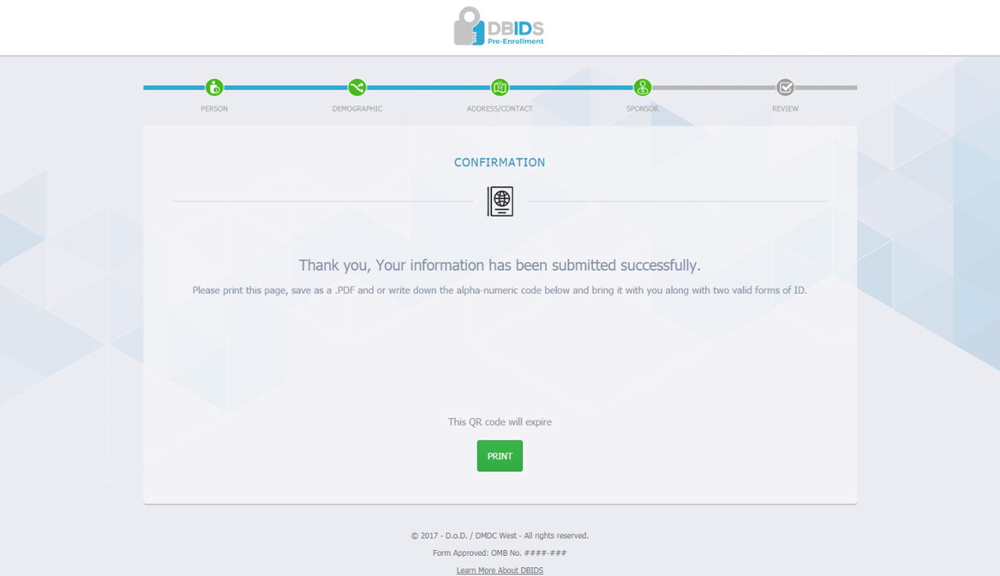 DBIDS
Pre-Enrollment
PERSON
DEMOGRAPHIC
ADDRESS/CONTACT
SPONSOR
REVIEW
CONFIRMATION
Thank you, Your information has been submitted successfully.
Please print this page, save as a .PDF and or write down the alpha-numeric code below and bring it with you along with two valid forms of ID.
This QR code will expire
PRINT
© 2017 - D.o.D. / DMDC West - All rights reserved.
Form Approved: OMB No. ####-###
Learn More About DBIDS